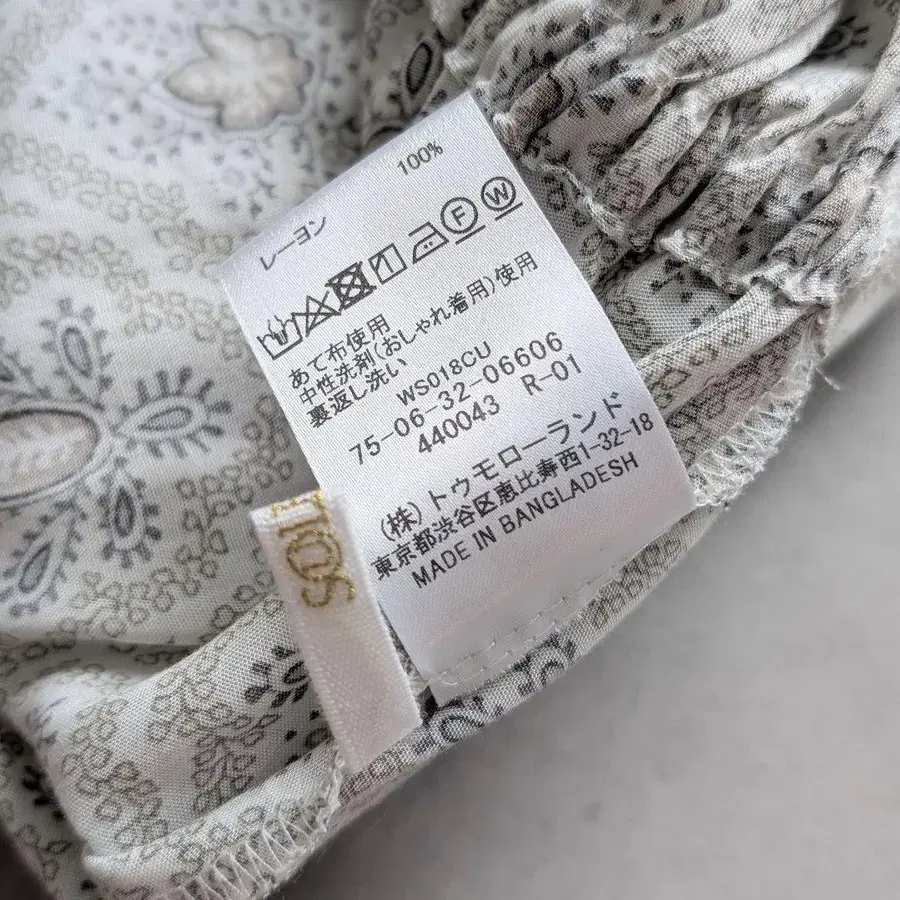 レーヨン 100%
F W
あて布使用
中性洗剤(おしゃれ着用)使用
裏返し洗い
WS018CU
75-06-32-06606
440043 R-01
(株)トゥモローランド
東京都渋谷区恵比寿西1-32-18
MADE IN BANGLADESH